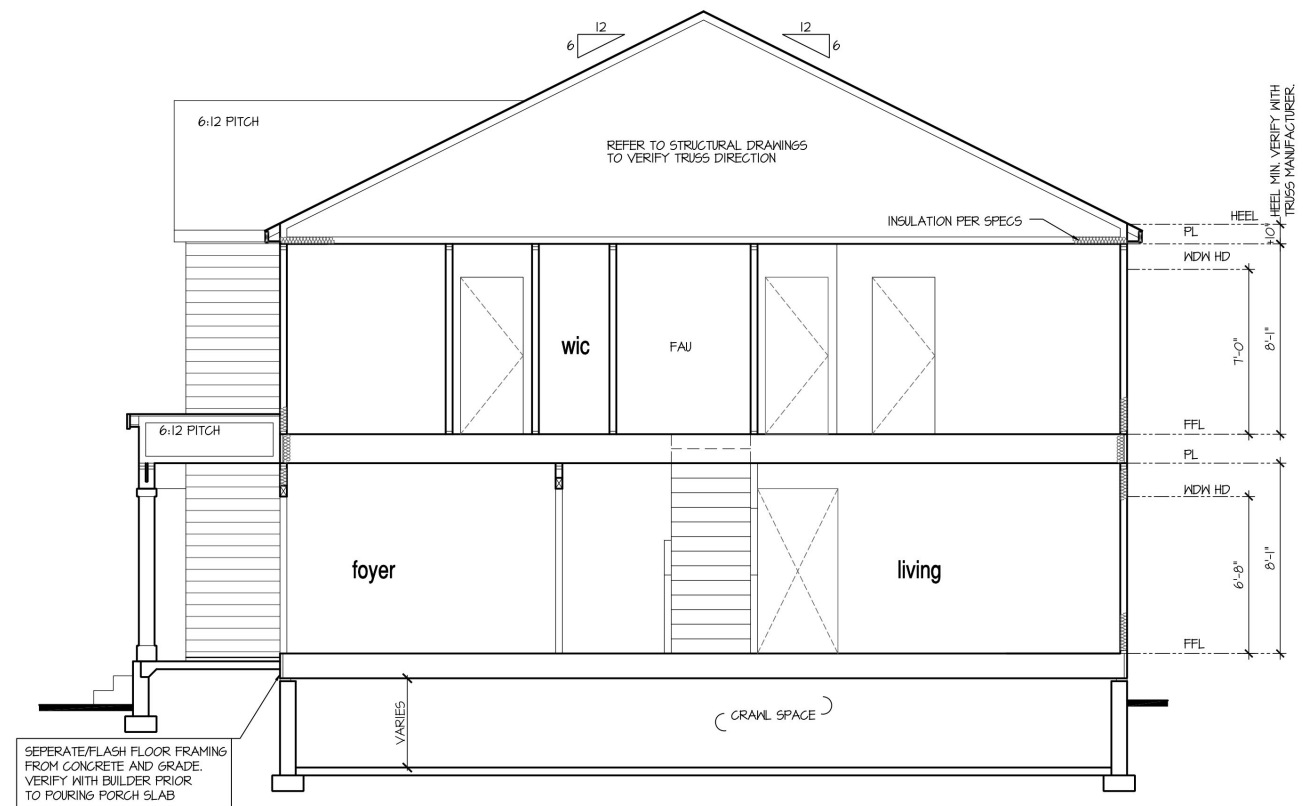 12
6
12
6
6:12 PITCH
REFER TO STRUCTURAL DRAWINGS
TO VERIFY TRUSS DIRECTION
HEEL MIN. VERIFY WITH
TRUSS MANUFACTURER.
INSULATION PER SPECS
HEEL
10"
PL
WDW HD
wic
FAU
7'-0"
8'-1"
6:12 PITCH
FFL
PL
WDW HD
foyer
living
6'-8"
8'-1"
FFL
VARIES
CRAWL SPACE
SEPERATE/FLASH FLOOR FRAMING
FROM CONCRETE AND GRADE.
VERIFY WITH BUILDER PRIOR
TO POURING PORCH SLAB